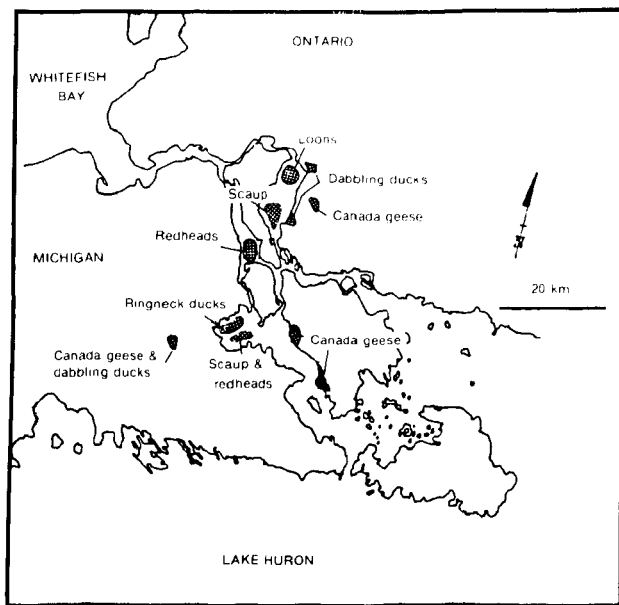 ONTARIO
WHITEFISH
BAY
Loons
Dabbling ducks
Scaup
Canada geese
Redheads
MICHIGAN
N
20 km
Ringneck ducks
Canada geese
Canada geese &
dabbling ducks
Scaup &
redheads
LAKE HURON